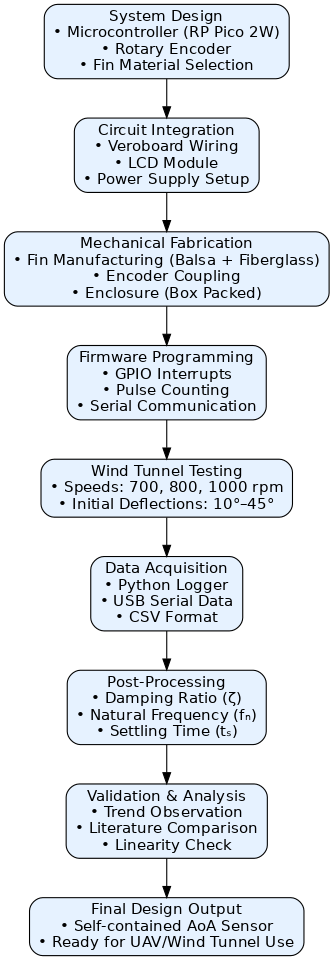 System Design
• Microcontroller (RP Pico 2W)
• Rotary Encoder
• Fin Material Selection
Circuit Integration
• Veroboard Wiring
• LCD Module
• Power Supply Setup
Mechanical Fabrication
• Fin Manufacturing (Balsa + Fiberglass)
• Encoder Coupling
• Enclosure (Box Packed)
Firmware Programming
• GPIO Interrupts
• Pulse Counting
• Serial Communication
Wind Tunnel Testing
• Speeds: 700, 800, 1000 rpm
• Initial Deflections: 10°–45°
Data Acquisition
• Python Logger
• USB Serial Data
• CSV Format
Post-Processing
• Damping Ratio (ζ)
• Natural Frequency (fₙ)
• Settling Time (tₛ)
Validation & Analysis
• Trend Observation
• Literature Comparison
• Linearity Check
Final Design Output
• Self-contained AoA Sensor
• Ready for UAV/Wind Tunnel Use